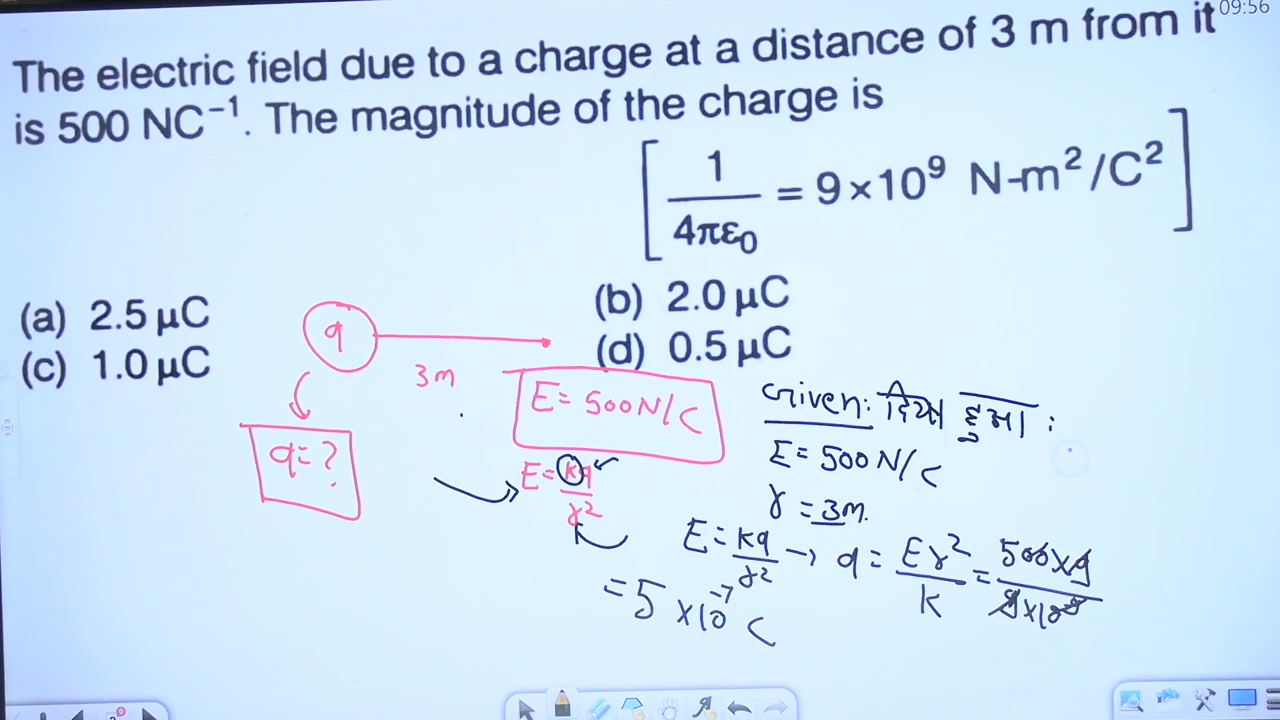 09:56
The electric field due to a charge at a distance of 3 m from it
is 500 NC⁻¹. The magnitude of the charge is
[1/4πε₀ = 9×10⁹ N-m²/C²]
(a) 2.5 μC (b) 2.0 μC
(c) 1.0 μC (d) 0.5 μC
q
3m
E = 500N/C
q=?
E = kq/r²
Given: दिया हुआ :
E = 500 N/C
r = 3m.
E = kq/r² → q = Er²/k = 500×9/9×10⁹
= 5 ×10⁻⁷ C